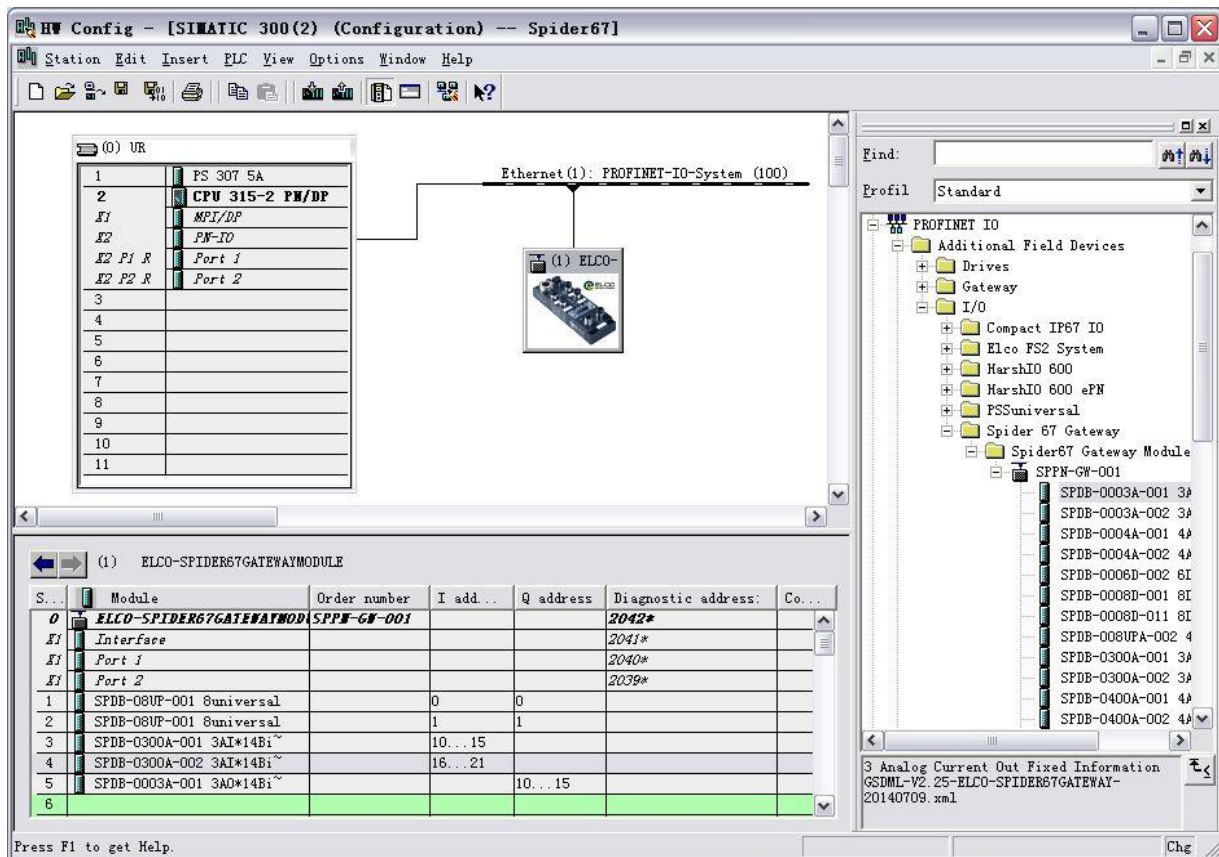 HW Config - [SIMATIC 300(2) (Configuration) -- Spider67]
Station Edit Insert PLC View Options Window Help
(0) UR
1 PS 307 5A
2 CPU 315-2 PN/DP
X1 MPI/DP
X2 PN-IO
X2 P1 R Port 1
X2 P2 R Port 2
3
4
5
6
7
8
9
10
11
Ethernet(1): PROFINET-IO-System (100)
(1) ELCO-
ELCO
Find:
Profil Standard
PROFINET IO
Additional Field Devices
Drives
Gateway
I/O
Compact IP67 IO
Elco FS2 System
HarshIO 600
HarshIO 600 ePN
PSSuniversal
Spider 67 Gateway
Spider67 Gateway Module
SPPN-GW-001
SPDB-0003A-001 3A
SPDB-0003A-002 3A
SPDB-0004A-001 4A
SPDB-0004A-002 4A
SPDB-0006D-002 6D
SPDB-0008D-001 8D
SPDB-0008D-011 8D
SPDB-008UPA-002 4
SPDB-0300A-001 3A
SPDB-0300A-002 3A
SPDB-0400A-001 4A
SPDB-0400A-002 4A
3 Analog Current Out Fixed Information
GSDML-V2.25-ELCO-SPIDER67GATEWAY-
20140709.xml
(1) ELCO-SPIDER67GATEWAYMODULE
S... Module Order number I add... Q address Diagnostic address: Co...
0 ELCO-SPIDER67GATEWAYMOD SPPN-GW-001 2042*
X1 Interface 2041*
X1 Port 1 2040*
X1 Port 2 2039*
1 SPDB-08UP-001 8universal 0 0
2 SPDB-08UP-001 8universal 1 1
3 SPDB-0300A-001 3AI*14Bi~ 10...15
4 SPDB-0300A-002 3AI*14Bi~ 16...21
5 SPDB-0003A-001 3AO*14Bi~ 10...15
6
Press F1 to get Help.
Chg